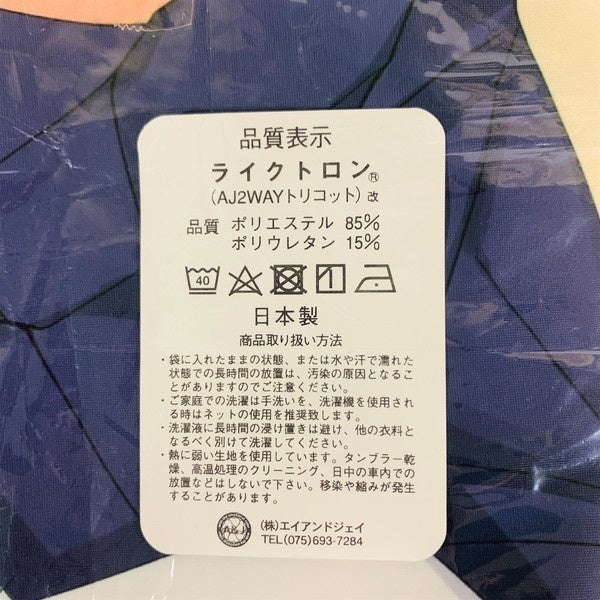 品質表示
ライクトロン®
(AJ2WAYトリコット) 改
品質 ポリエステル 85%
ポリウレタン 15%
40
日本製
商品取り扱い方法
・袋に入れたままの状態、または水や汗で濡れた
状態での長時間の放置は、汚染の原因となるこ
とがありますのでご注意ください。
・ご家庭での洗濯は手洗いを、洗濯機を使用され
る時はネットの使用を推奨致します。
・洗濯液に長時間の浸け置きは避け、他の衣料と
なるべく別けて洗濯してください。
・熱に弱い生地を使用しています。タンブラー乾
燥、高温処理のクリーニング、日中の車内での
放置などはしないで下さい。移染や縮みが発生
することがあります。
A&J
(株)エイアンドジェイ
TEL(075)693-7284